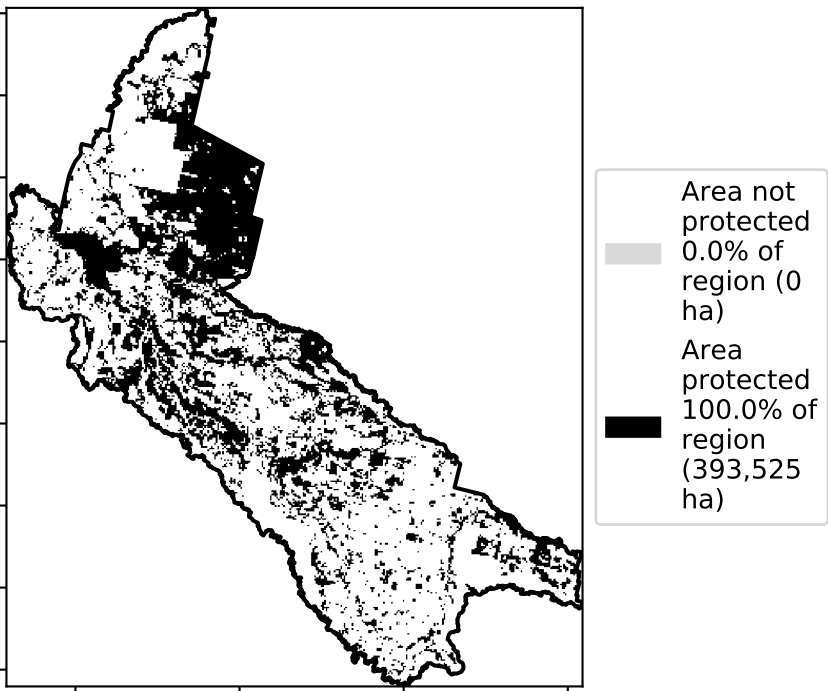 Area not
protected
0.0% of
region (0
ha)
Area
protected
100.0% of
region
(393,525
ha)